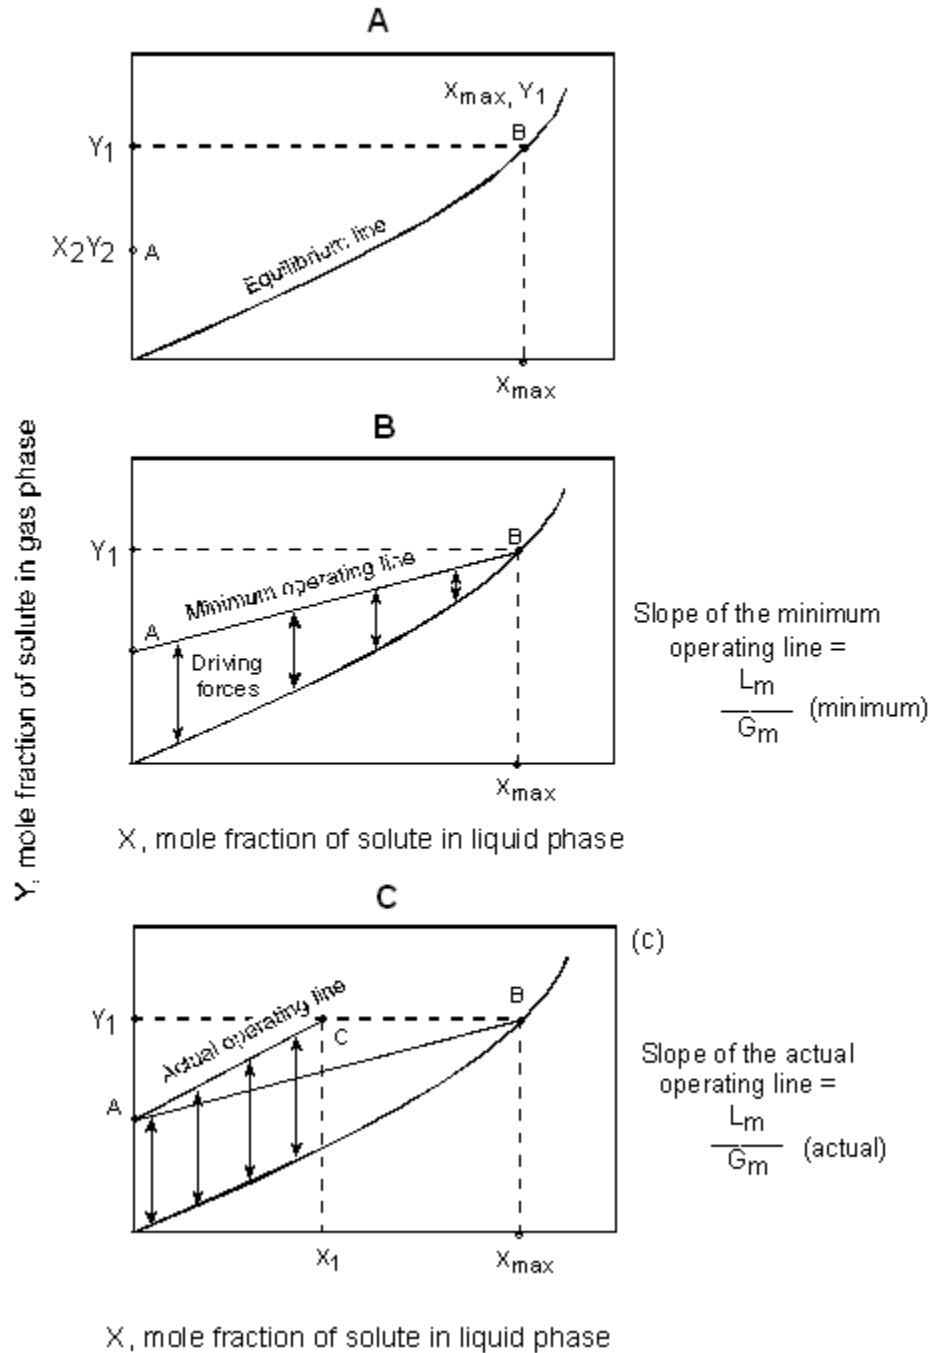 A
Xmax, Y1
B
Y1
X2Y2
A
Equilibrium line
Xmax
Y, mole fraction of solute in gas phase
B
B
Y1
Minimum operating line
A
Driving
forces
Slope of the minimum
operating line =
Lm
Gm
(minimum)
Xmax
X, mole fraction of solute in liquid phase
C
(C)
Actual operating line
B
Y1
C
A
Slope of the actual
operating line =
Lm
Gm
(actual)
X1
Xmax
X, mole fraction of solute in liquid phase